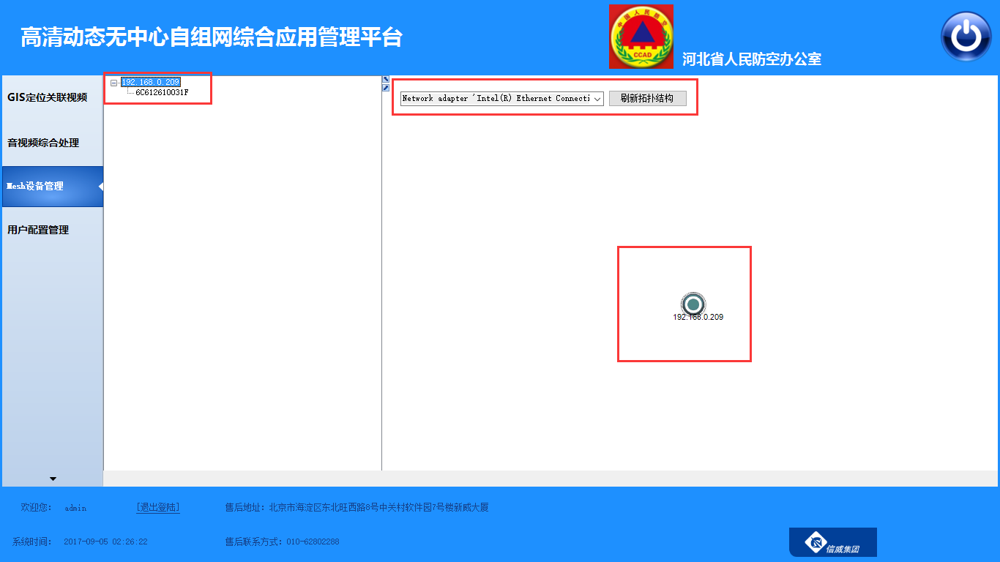 高清动态无中心自组网综合应用管理平台
中国人民防空
CCAD
河北省人民防空办公室
GIS定位关联视频
音视频综合处理
Mesh设备管理
用户配置管理
192.168.0.209
6C612610031F
Network adapter 'Intel(R) Ethernet Connecti
刷新拓扑结构
192.168.0.209
欢迎您： admin [退出登陆]
售后地址：北京市海淀区东北旺西路8号中关村软件园7号楼新威大厦
系统时间： 2017-09-05 02:26:22
售后联系方式：010-62802288
信威集团